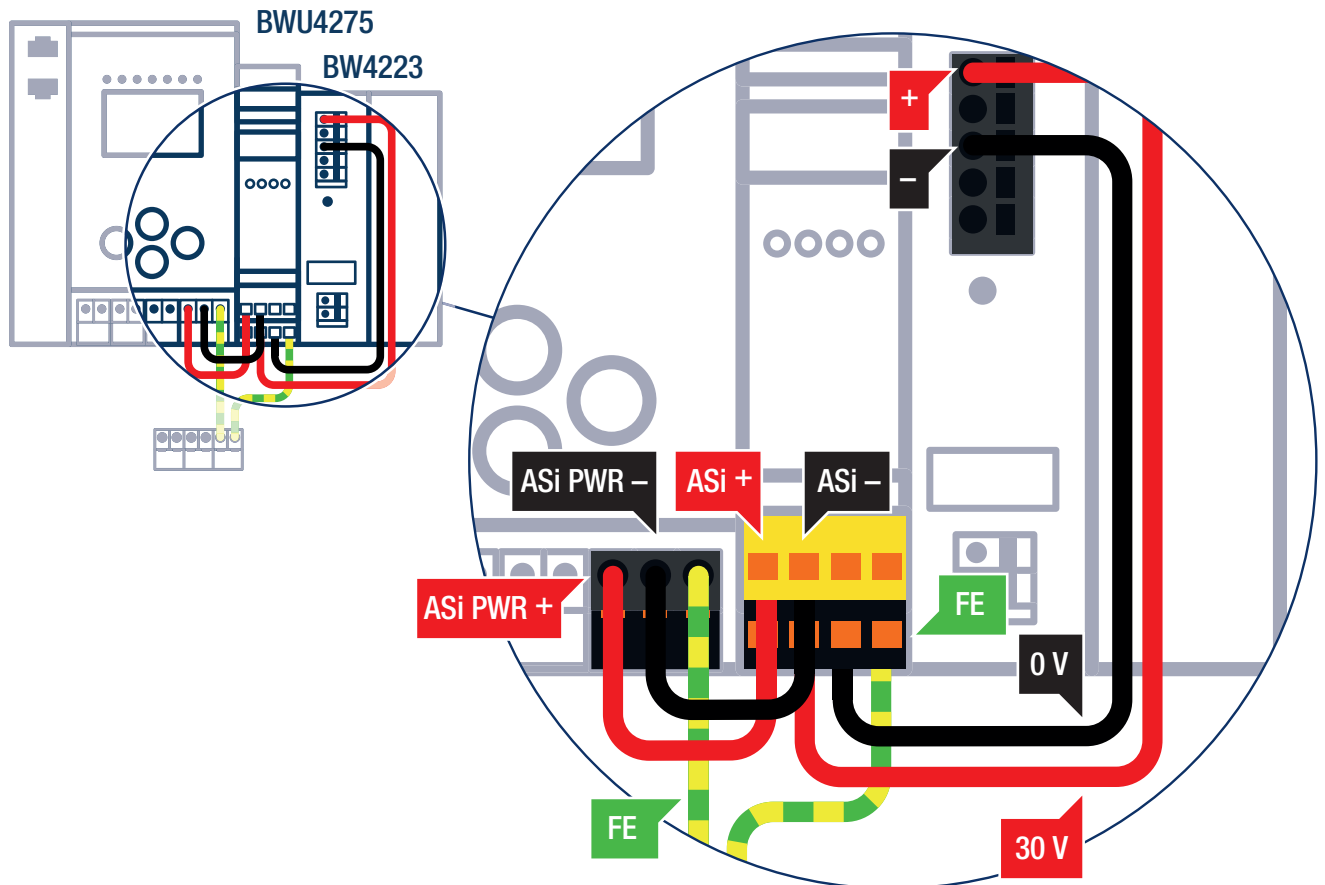 BWU4275
BW4223
+
–
ASi PWR –
ASi +
ASi –
ASi PWR +
FE
0 V
FE
30 V